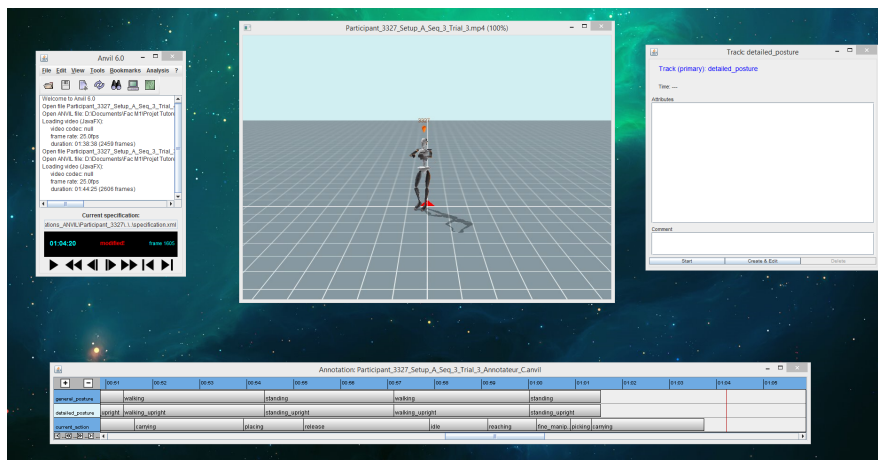 Participant_3327_Setup_A_Seq_3_Trial_3.mp4 (100%)
Anvil 6.0
File Edit View Tools Bookmarks Analysis ?
Welcome to Anvil 6.0
Open file Participant_3327_Setup_A_Seq_3_Trial_
Open ANVIL file: D:\Documents\Fac M1\Projet Tutor
Loading video (JavaFX):
video codec: null
frame rate: 25.0fps
duration: 01:38:38 (2459 frames)
Open file Participant_3327_Setup_A_Seq_3_Trial_
Open ANVIL file: D:\Documents\Fac M1\Projet Tutor
Loading video (JavaFX):
video codec: null
frame rate: 25.0fps
duration: 01:44:25 (2606 frames)
Current specification:
ations_ANVIL\Participant_3327\.\..\specification.xml
01:04:20 modified frame 1605
Track: detailed_posture
Track (primary): detailed_posture
Time: ---
Attributes
Comment
Start Create & Edit Delete
Annotation: Participant_3327_Setup_A_Seq_3_Trial_3_Annotateur_C.anvil
+ - 00:51 00:52 00:53 00:54 00:55 00:56 00:57 00:58 00:59 01:00 01:01 01:02 01:03 01:04 01:05
general_posture walking standing walking standing
detailed_posture upright walking_upright standing_upright walking_upright standing_upright
current_action carrying placing release idle reaching fine_manip.. picking carrying